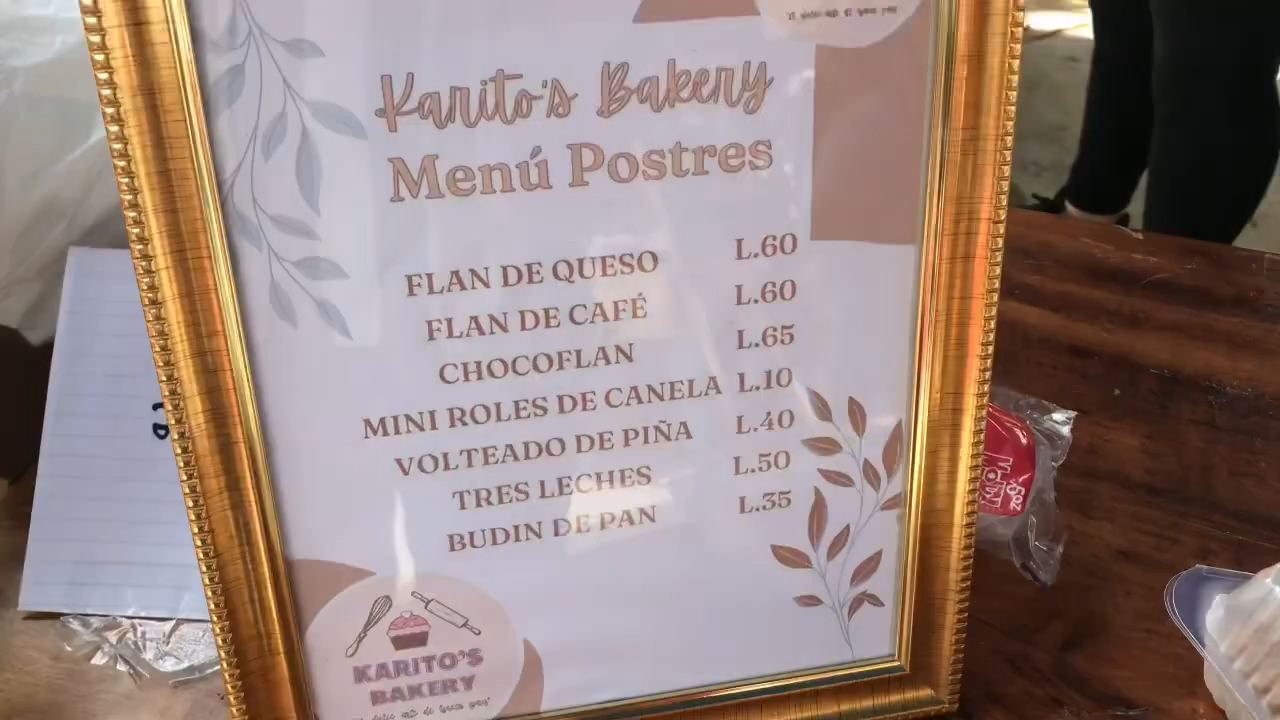 Karito's Bakery
Menú Postres
FLAN DE QUESO L.60
FLAN DE CAFÉ L.60
CHOCOFLAN L.65
MINI ROLES DE CANELA L.10
VOLTEADO DE PIÑA L.40
TRES LECHES L.50
BUDIN DE PAN L.35
KARITO'S
BAKERY